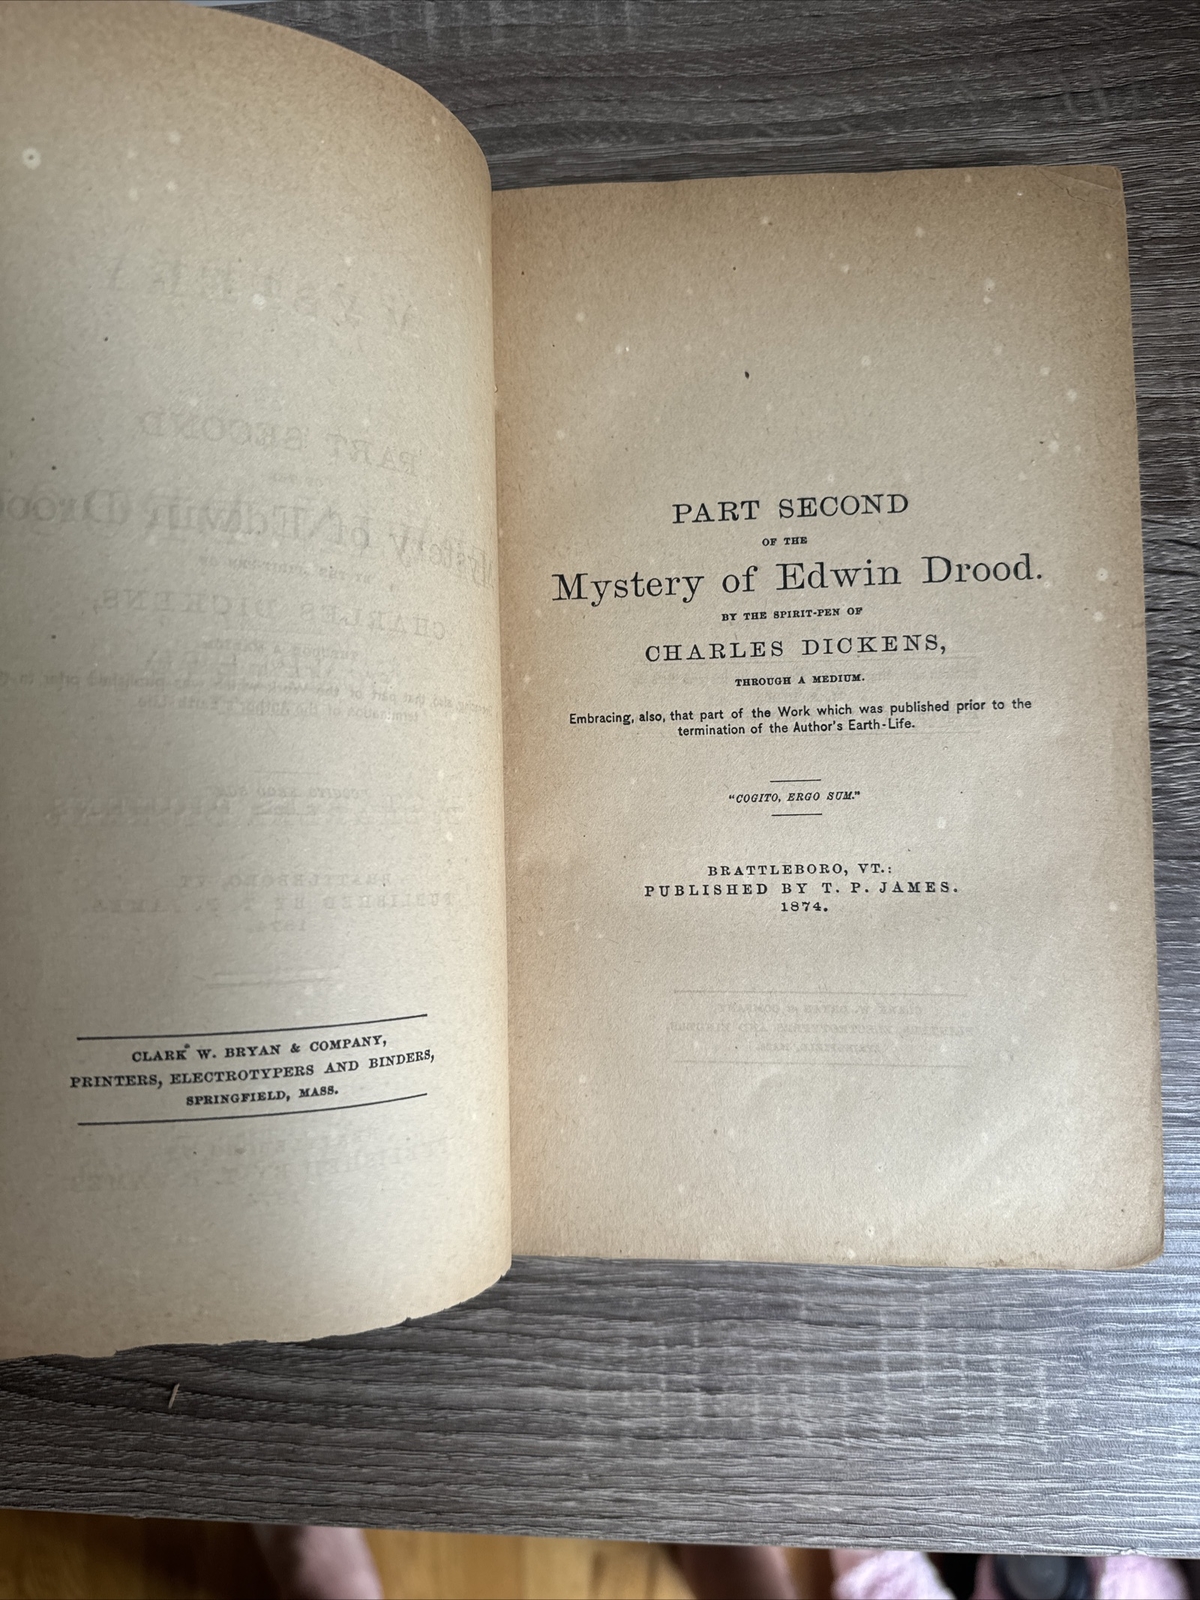 CLARK W. BRYAN & COMPANY,
PRINTERS, ELECTROTYPERS AND BINDERS,
SPRINGFIELD, MASS.
PART SECOND
OF THE
Mystery of Edwin Drood.
BY THE SPIRIT-PEN OF
CHARLES DICKENS,
THROUGH A MEDIUM.
Embracing, also, that part of the Work which was published prior to the
termination of the Author's Earth-Life.
"COGITO, ERGO SUM."
BRATTLEBORO, VT.:
PUBLISHED BY T. P. JAMES.
1874.